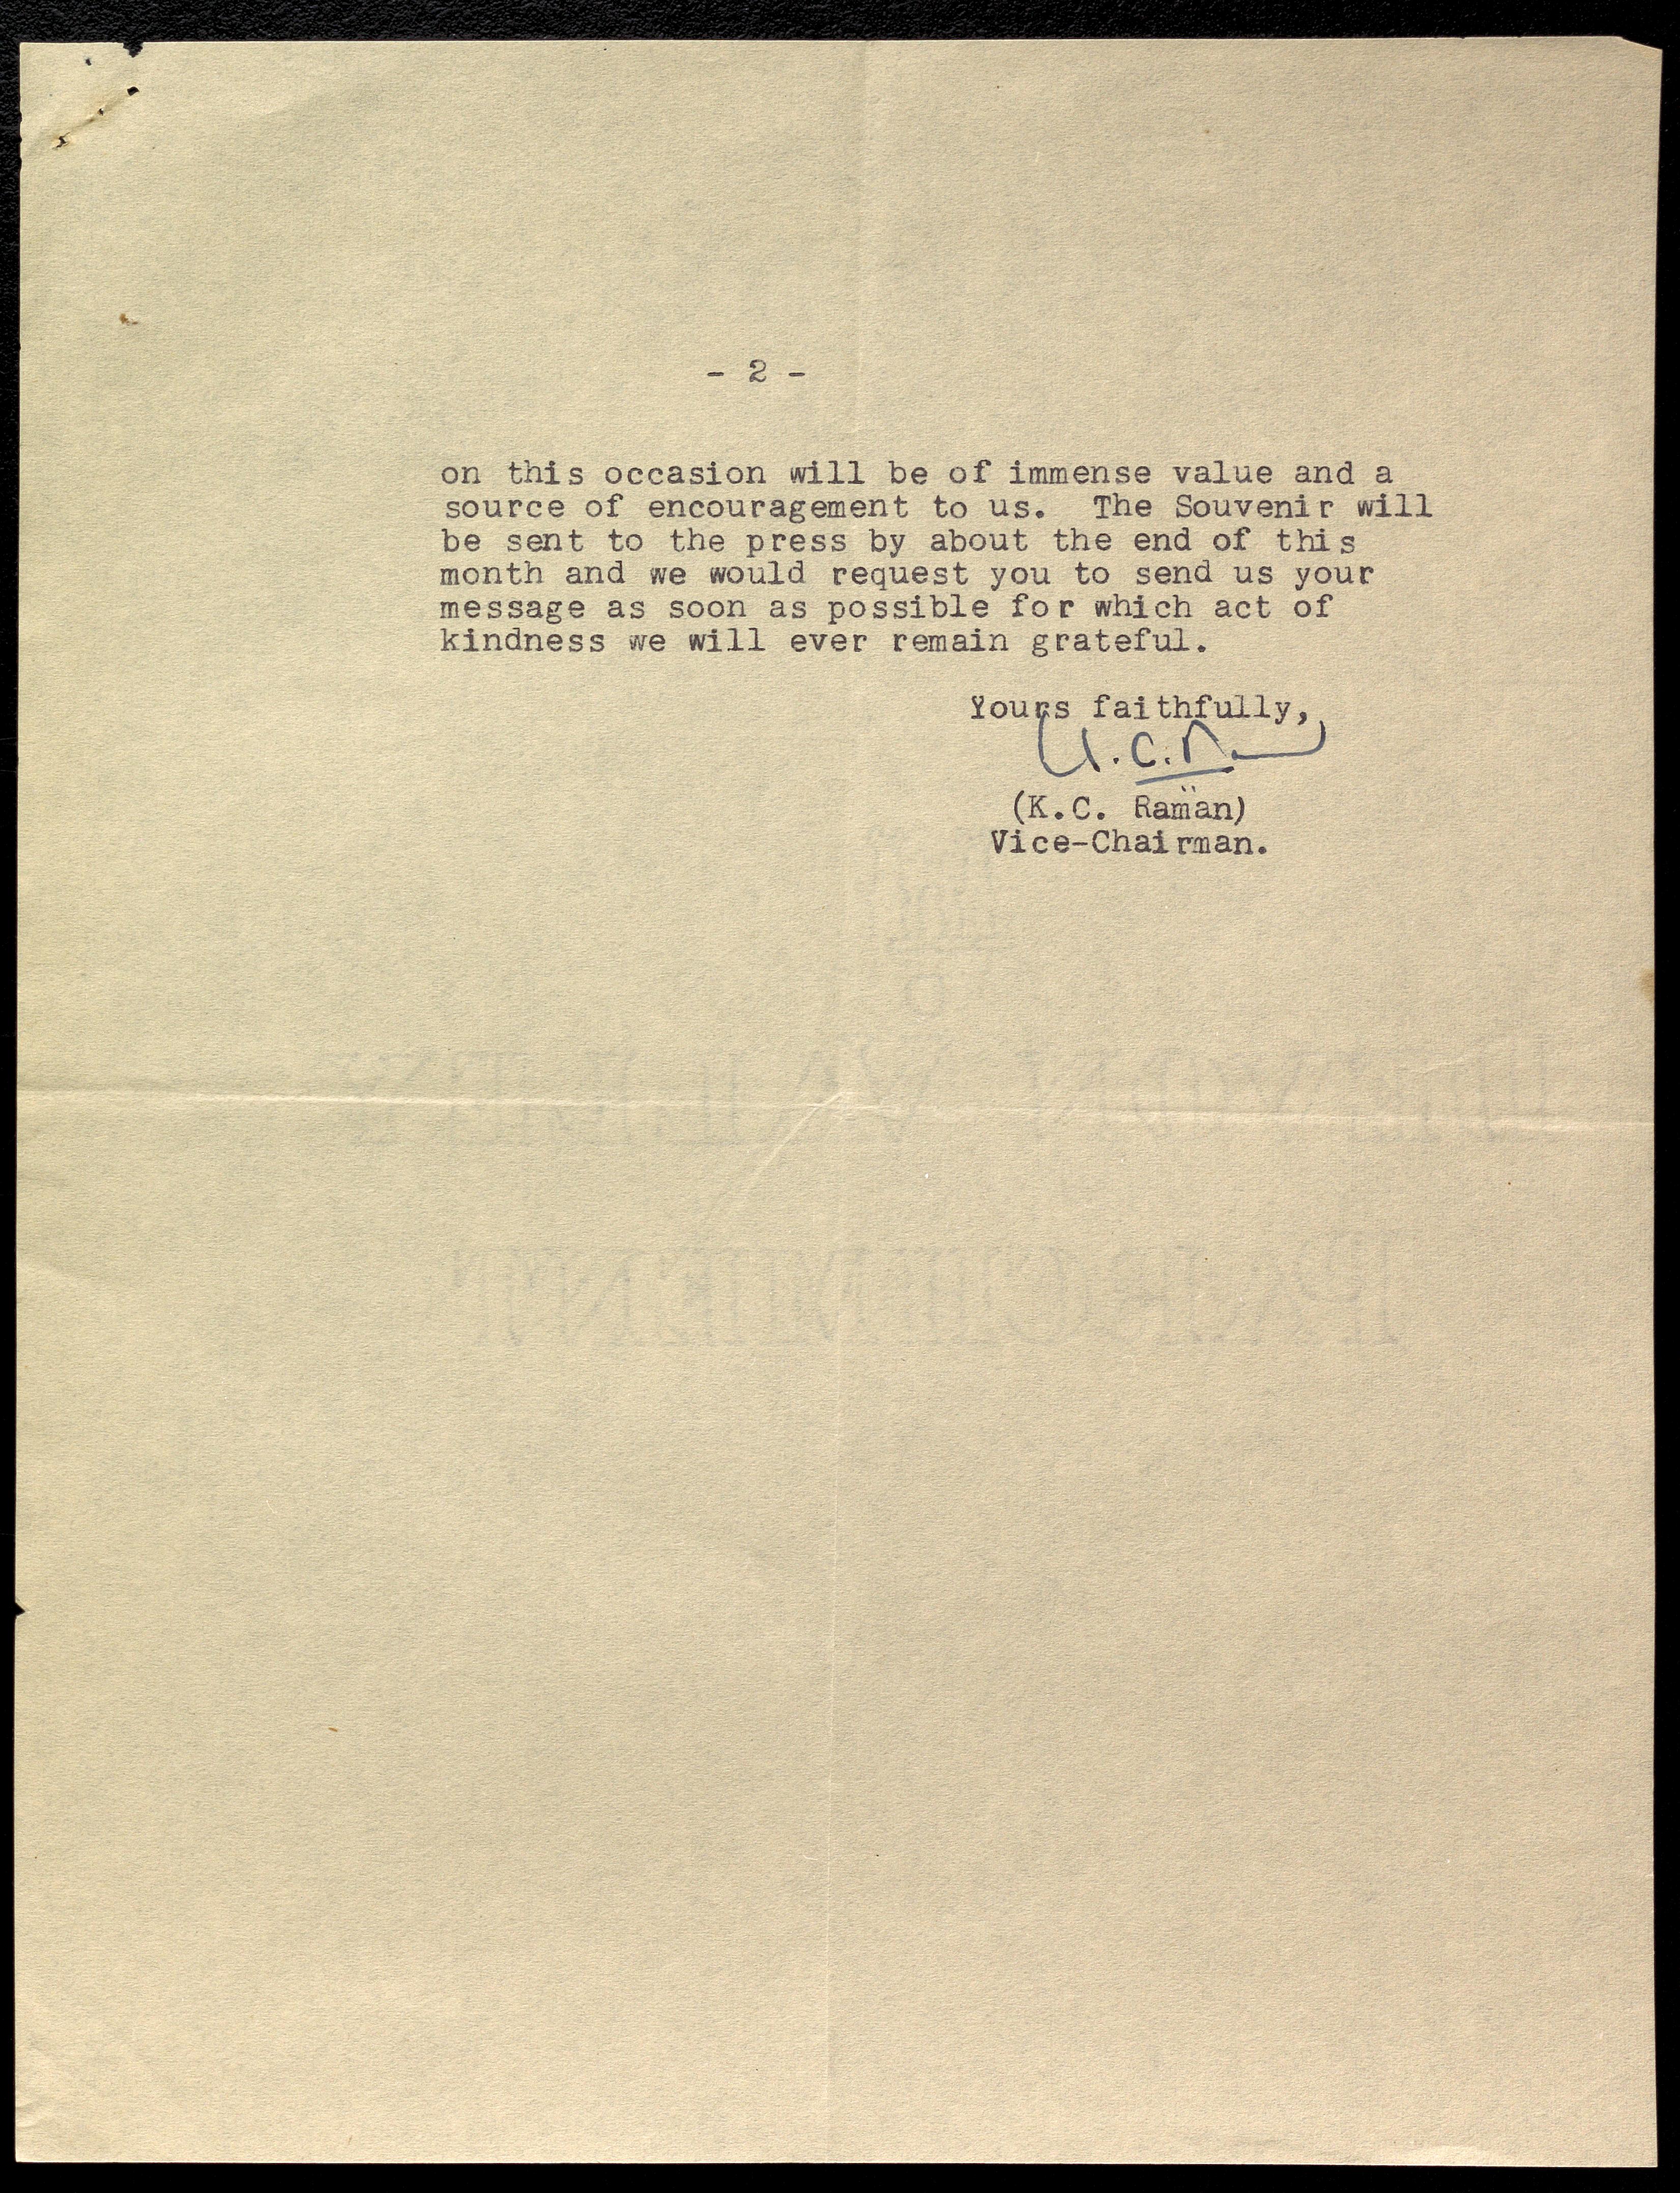 - 2 -
on this occasion will be of immense value and a
source of encouragement to us. The Souvenir will
be sent to the press by about the end of this
month and we would request you to send us your
message as soon as possible for which act of
kindness we will ever remain grateful.
Yours faithfully,
(K.C. Raman)
Vice-Chairman.
DEVON VALLEY
PARCHMENT